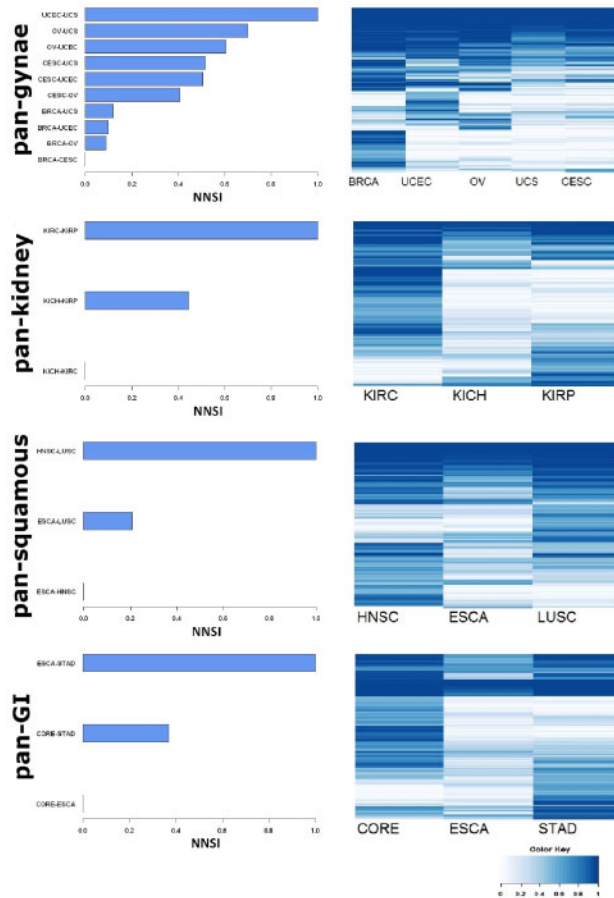 pan-gynae
UCEC-UCS
OV-UCS
OV-UCEC
CESC-UCS
CESC-UCEC
CESC-OV
BRCA-UCS
BRCA-UCEC
BRCA-OV
BRCA-CESC
0.0 0.2 0.4 0.6 0.8 1.0
NNSI
BRCA UCEC OV UCS CESC
pan-kidney
KIRC-KIRP
KICH-KIRP
KICH-KIRC
0.0 0.2 0.4 0.6 0.8 1.0
NNSI
KIRC KICH KIRP
pan-squamous
HNSC-LUSC
ESCA-LUSC
ESCA-HNSC
0.0 0.2 0.4 0.6 0.8 1.0
NNSI
HNSC ESCA LUSC
pan-GI
ESCA-STAD
CORE-STAD
CORE-ESCA
0.0 0.2 0.4 0.6 0.8 1.0
NNSI
CORE ESCA STAD
Color Key
0 0.2 0.4 0.6 0.8 1